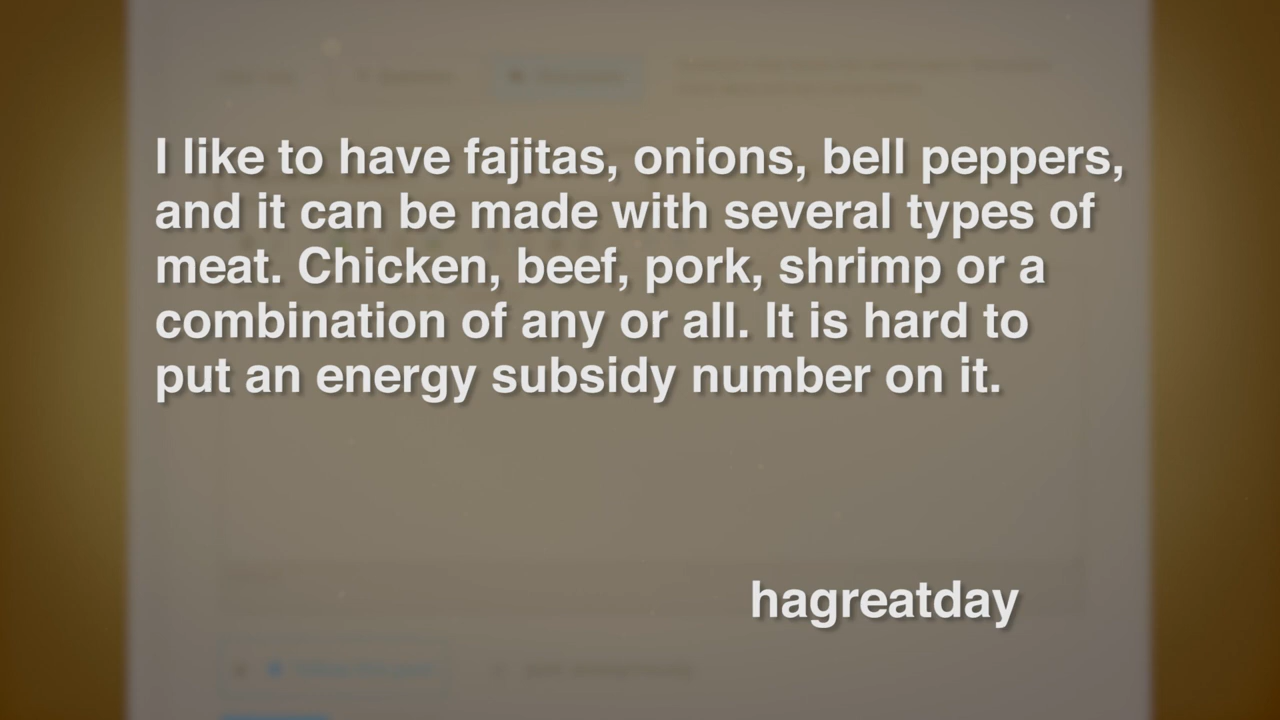 I like to have fajitas, onions, bell peppers,
and it can be made with several types of
meat. Chicken, beef, pork, shrimp or a
combination of any or all. It is hard to
put an energy subsidy number on it.
hagreatday